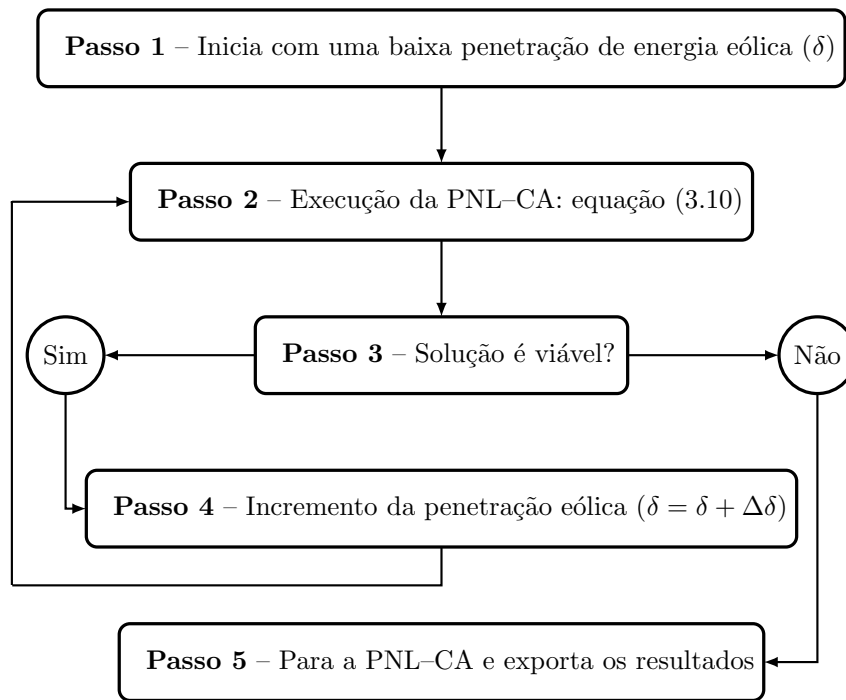 Passo 1 – Inicia com uma baixa penetração de energia eólica (δ)
Passo 2 – Execução da PNL–CA: equação (3.10)
Sim
Passo 3 – Solução é viável?
Não
Passo 4 – Incremento da penetração eólica (δ = δ + Δδ)
Passo 5 – Para a PNL–CA e exporta os resultados